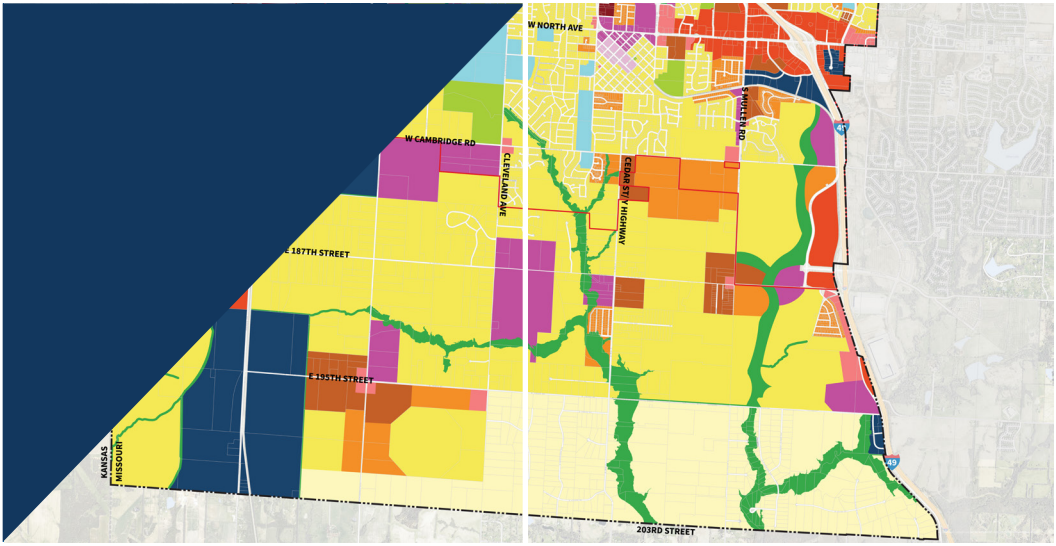 W NORTH AVE
S MULLEN RD
49
W CAMBRIDGE RD
CLEVELAND AVE
CEDAR ST/ Y HIGHWAY
E 187TH STREET
E 195TH STREET
KANSAS
MISSOURI
49
203RD STREET